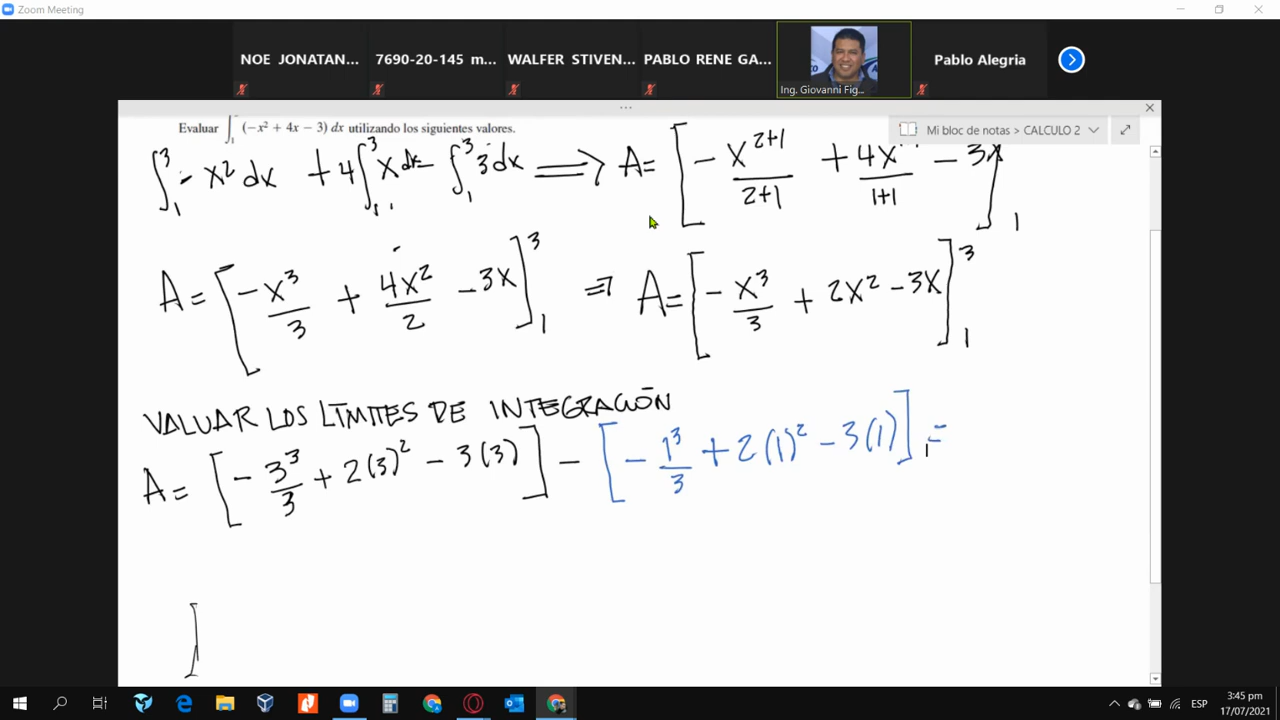 Zoom Meeting
NOE JONATAN... 7690-20-145 m... WALFER STIVEN... PABLO RENE GA... Pablo Alegria
Ing. Giovanni Fig...
Evaluar ∫₁ (−x² + 4x − 3) dx utilizando los siguientes valores.
Mi bloc de notas > CALCULO 2
∫₁³ - x² dx + 4∫₁³ x dx - ∫₁³ 3 dx ⟹ A = [ - x^(2+1)/(2+1) + 4x/(1+1) - 3x ]₁
A = [ -x³/3 + 4x²/2 - 3x ]₁³ ⇒ A = [ - x³/3 + 2x² - 3x ]₁³
VALUAR LOS LÍMITES DE INTEGRACIÓN
A = [ - 3³/3 + 2(3)² - 3(3) ] - [ - 1³/3 + 2(1)² - 3(1) ] =
[
ESP
3:45 pm
17/07/2021